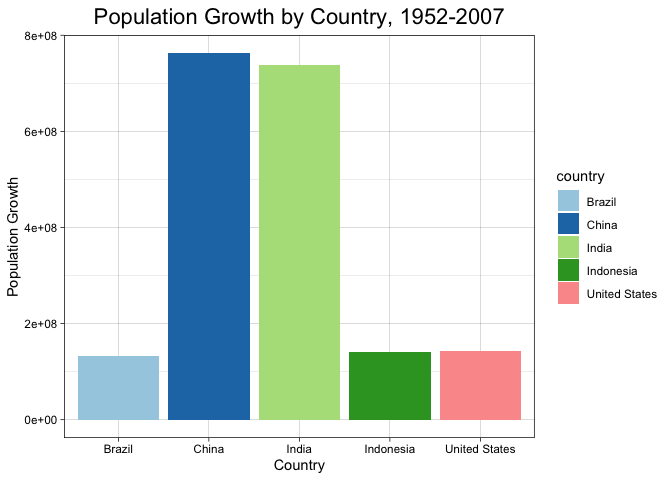 Population Growth by Country, 1952-2007
Population Growth
8e+08
6e+08
4e+08
2e+08
0e+00
Brazil
China
India
Indonesia
United States
Country
country
Brazil
China
India
Indonesia
United States